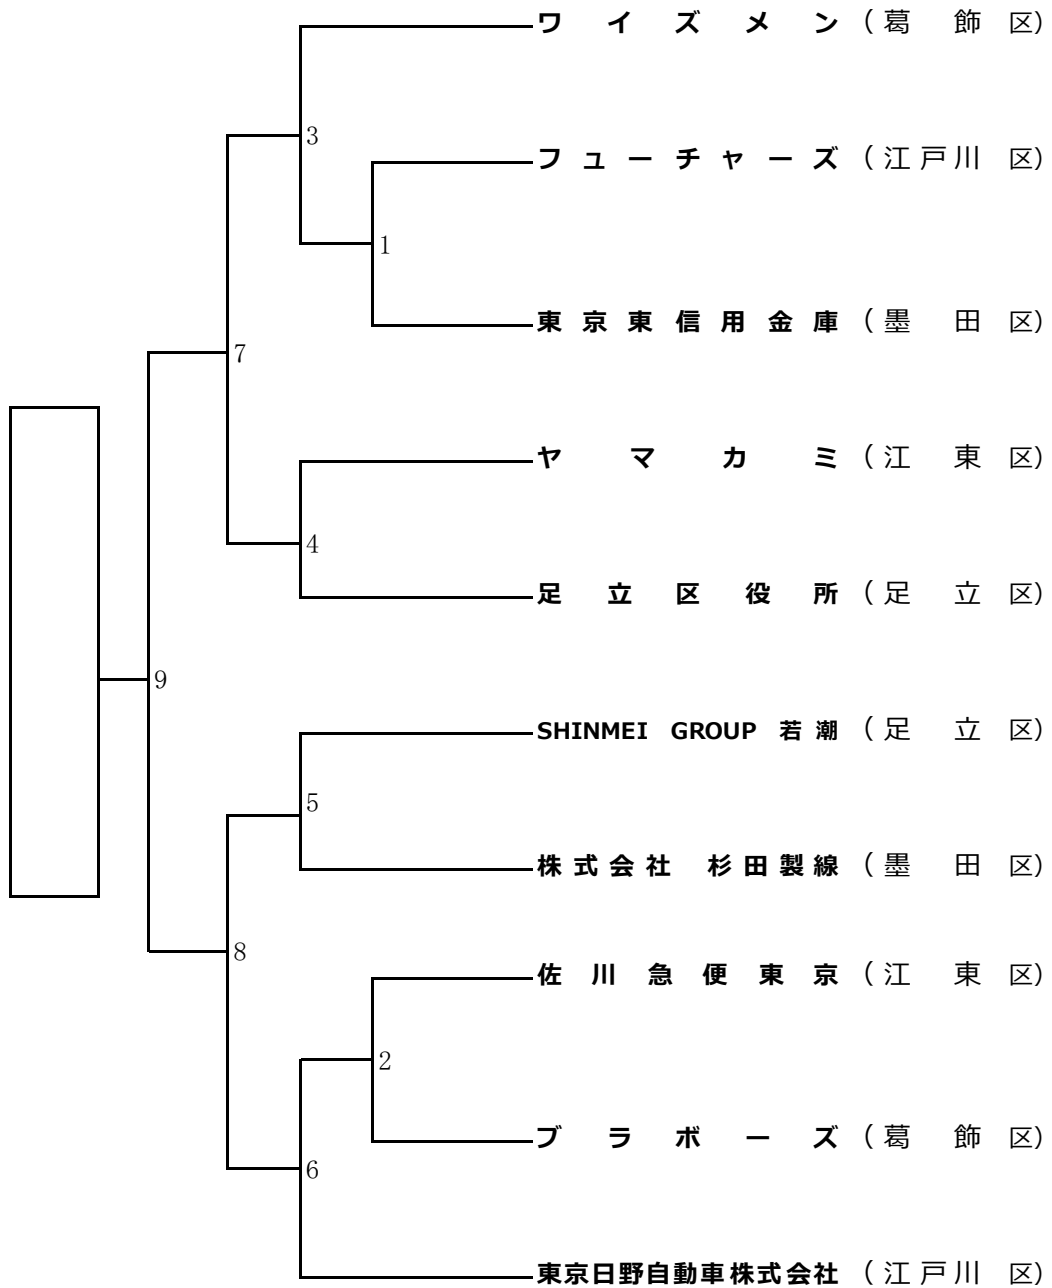 ワイズメン（葛飾区）
3
フューチャーズ（江戸川区）
1
東京東信用金庫（墨田区）
7
ヤマカミ（江東区）
4
足立区役所（足立区）
9
SHINMEI GROUP 若潮（足立区）
5
株式会社 杉田製線（墨田区）
8
佐川急便東京（江東区）
2
ブラボーズ（葛飾区）
6
東京日野自動車株式会社（江戸川区）